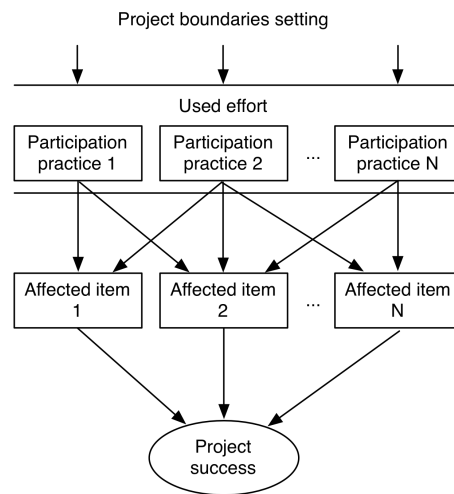 Project boundaries setting
Used effort
Participation
practice 1
Participation
practice 2
...
Participation
practice N
Affected item
1
Affected item
2
...
Affected item
N
Project
success